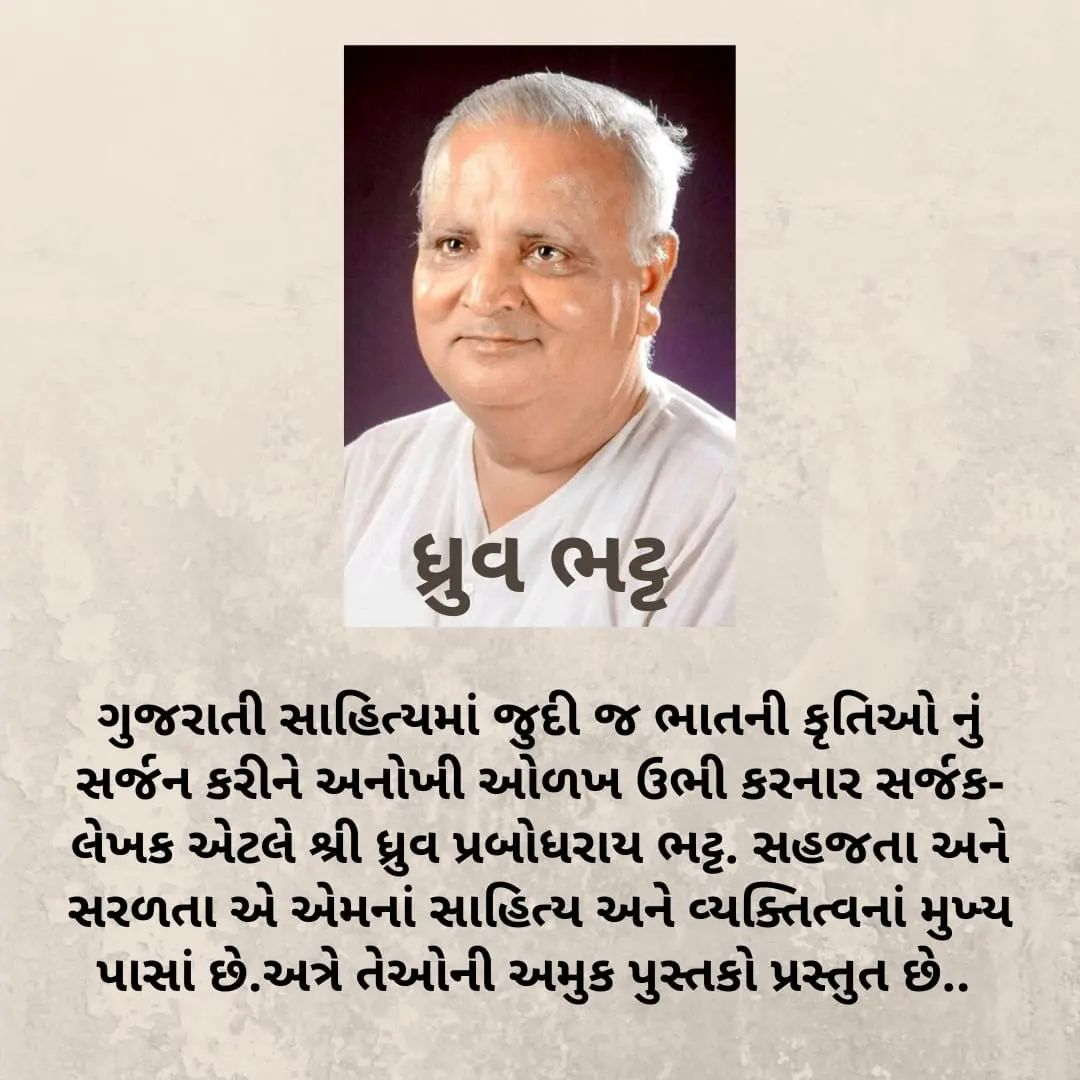 ધ્રુવ ભટ્ટ
ગુજરાતી સાહિત્યમાં જુદી જ ભાતની કૃતિઓ નું
સર્જન કરીને અનોખી ઓળખ ઉભી કરનાર સર્જક-
લેખક એટલે શ્રી ધ્રુવ પ્રબોધરાય ભટ્ટ. સહજતા અને
સરળતા એ એમનાં સાહિત્ય અને વ્યક્તિત્વનાં મુખ્ય
પાસાં છે.અત્રે તેઓની અમુક પુસ્તકો પ્રસ્તુત છે..